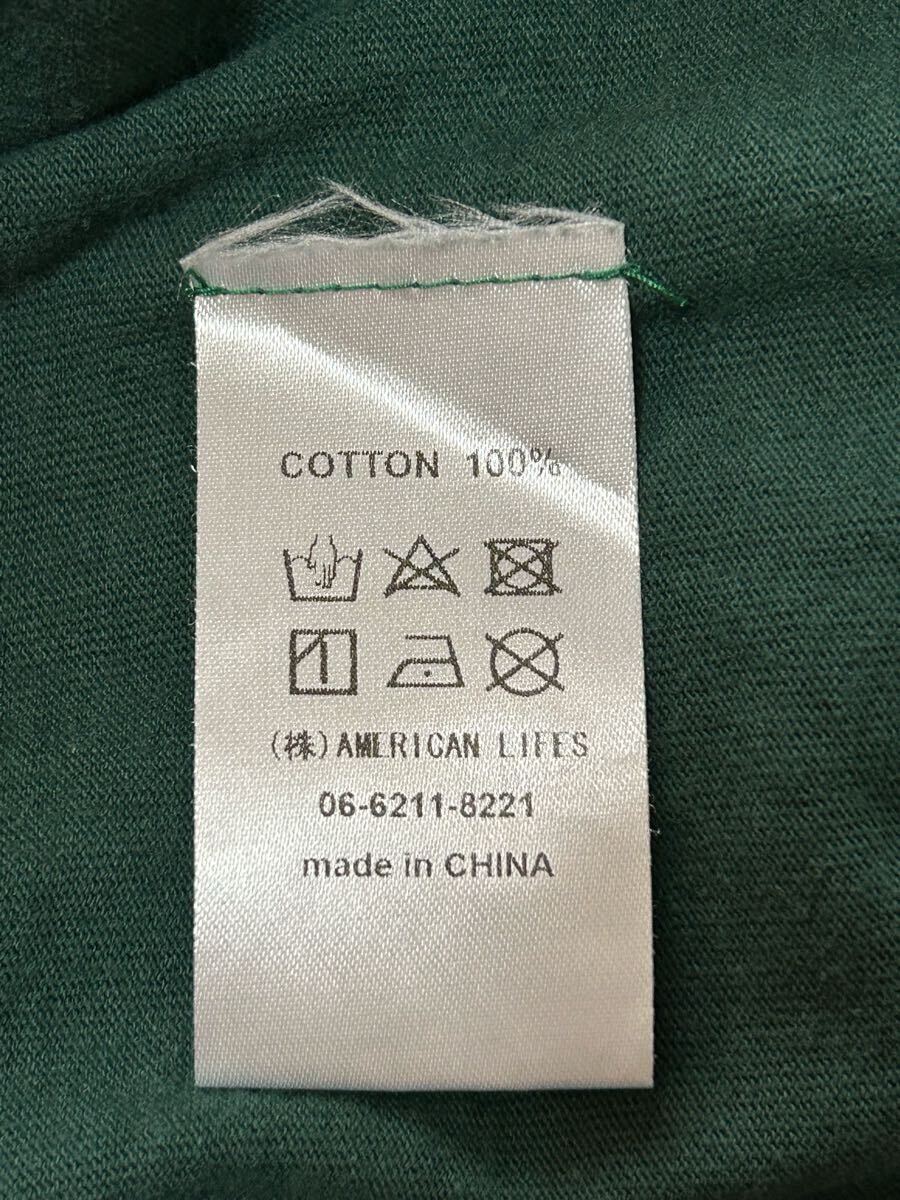 COTTON 100%
(株)AMERICAN LIFES
06-6211-8221
made in CHINA